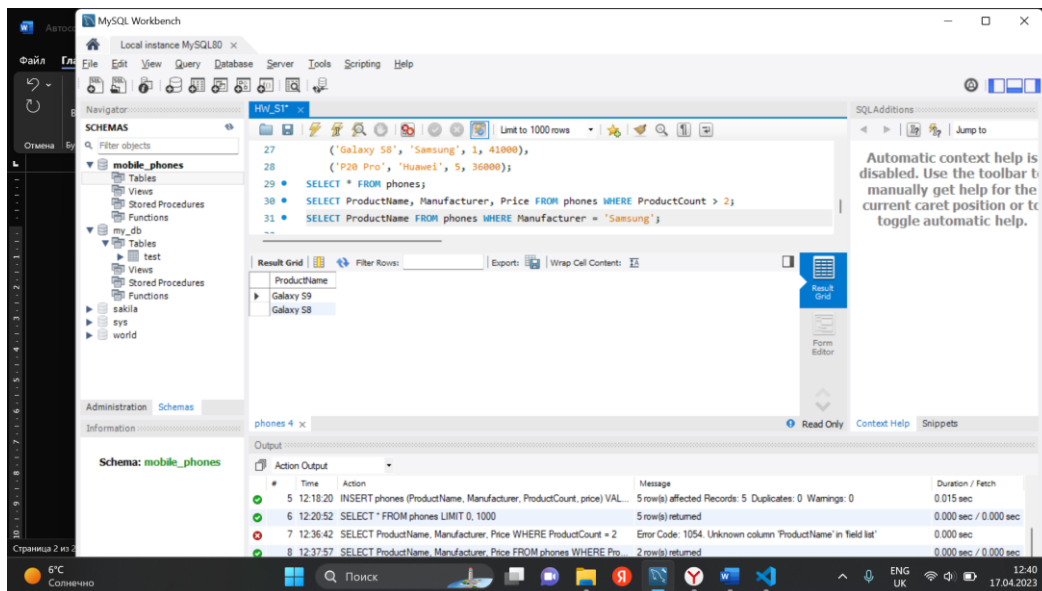 Автосо
Файл Гла
Отмена Бу
Страница 2 из 2
MySQL Workbench
Local instance MySQL80
File Edit View Query Database Server Tools Scripting Help
Navigator
SCHEMAS
Filter objects
mobile_phones
Tables
Views
Stored Procedures
Functions
my_db
Tables
test
Views
Stored Procedures
Functions
sakila
sys
world
Administration Schemas
Information
Schema: mobile_phones
HW_S1*
Limit to 1000 rows
27 ('Galaxy S8', 'Samsung', 1, 41000),
28 ('P20 Pro', 'Huawei', 5, 36000);
29 SELECT * FROM phones;
30 SELECT ProductName, Manufacturer, Price FROM phones WHERE ProductCount > 2;
31 SELECT ProductName FROM phones WHERE Manufacturer = 'Samsung';
Result Grid Filter Rows: Export: Wrap Cell Content:
ProductName
Galaxy S9
Galaxy S8
Result
Grid
Form
Editor
phones 4 Read Only
SQLAdditions
Jump to
Automatic context help is
disabled. Use the toolbar to
manually get help for the
current caret position or to
toggle automatic help.
Context Help Snippets
Output
Action Output
# Time Action Message Duration / Fetch
5 12:18:20 INSERT phones (ProductName, Manufacturer, ProductCount, price) VAL... 5 row(s) affected Records: 5 Duplicates: 0 Warnings: 0 0.015 sec
6 12:20:52 SELECT * FROM phones LIMIT 0, 1000 5 row(s) returned 0.000 sec / 0.000 sec
7 12:36:42 SELECT ProductName, Manufacturer, Price WHERE ProductCount = 2 Error Code: 1054. Unknown column 'ProductName' in 'field list' 0.000 sec
8 12:37:57 SELECT ProductName, Manufacturer, Price FROM phones WHERE Pro... 2 row(s) returned 0.000 sec / 0.000 sec
6°C
Солнечно
Поиск
ENG
UK
12:40
17.04.2023